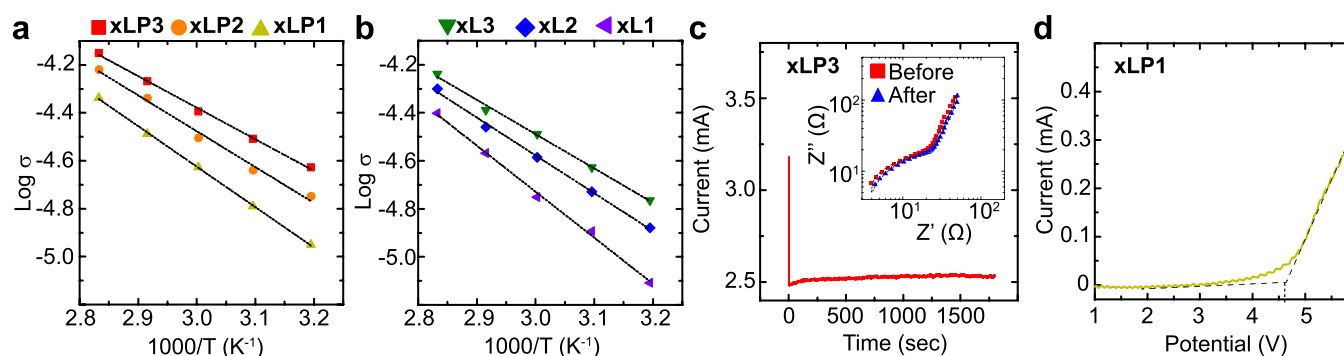 a
xLP3 xLP2 xLP1
Log σ
-4.2
-4.4
-4.6
-4.8
-5.0
2.8 2.9 3.0 3.1 3.2
1000/T (K⁻¹)
b
xL3 xL2 xL1
Log σ
-4.2
-4.4
-4.6
-4.8
-5.0
2.8 2.9 3.0 3.1 3.2
1000/T (K⁻¹)
c
xLP3
Current (mA)
3.5
3.0
2.5
0 500 1000 1500
Time (sec)
Before
After
Z'' (Ω)
10²
10¹
10¹ 10²
Z' (Ω)
d
xLP1
Current (mA)
0.4
0.3
0.2
0.1
0
1 2 3 4 5
Potential (V)